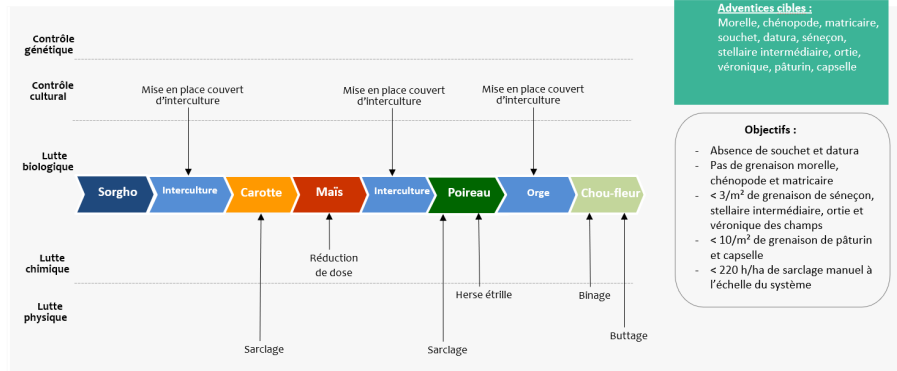 Adventices cibles :
Morelle, chénopode, matricaire,
souchet, datura, séneçon,
stellaire intermédiaire, ortie,
véronique, pâturin, capselle
Contrôle
génétique
Contrôle
cultural
Mise en place couvert
d'interculture
Mise en place couvert
d'interculture
Mise en place couvert
d'interculture
Lutte
biologique
Sorgho
Interculture
Carotte
Maïs
Interculture
Poireau
Orge
Chou-fleur
Lutte
chimique
Réduction
de dose
Lutte
physique
Herse étrille
Binage
Buttage
Sarclage
Sarclage
Objectifs :
- Absence de souchet et datura
- Pas de grenaison morelle,
chénopode et matricaire
- < 3/m² de grenaison de séneçon,
stellaire intermédiaire, ortie et
véronique des champs
- < 10/m² de grenaison de pâturin
et capselle
- < 220 h/ha de sarclage manuel à
l'échelle du système